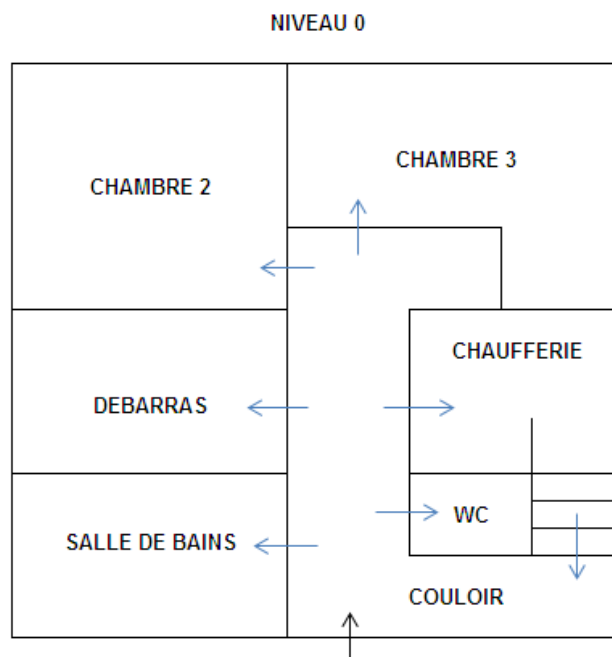 NIVEAU 0
CHAMBRE 3
CHAMBRE 2
CHAUFFERIE
DEBARRAS
WC
SALLE DE BAINS
COULOIR